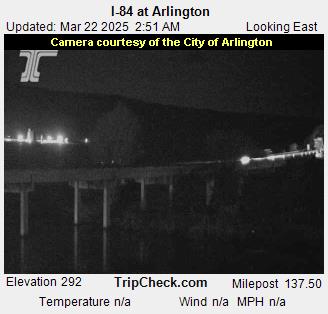 I-84 at Arlington
Updated: Mar 22 2025 2:51 AM Looking East
Camera courtesy of the City of Arlington
Elevation 292 TripCheck.com Milepost 137.50
Temperature n/a Wind n/a MPH n/a